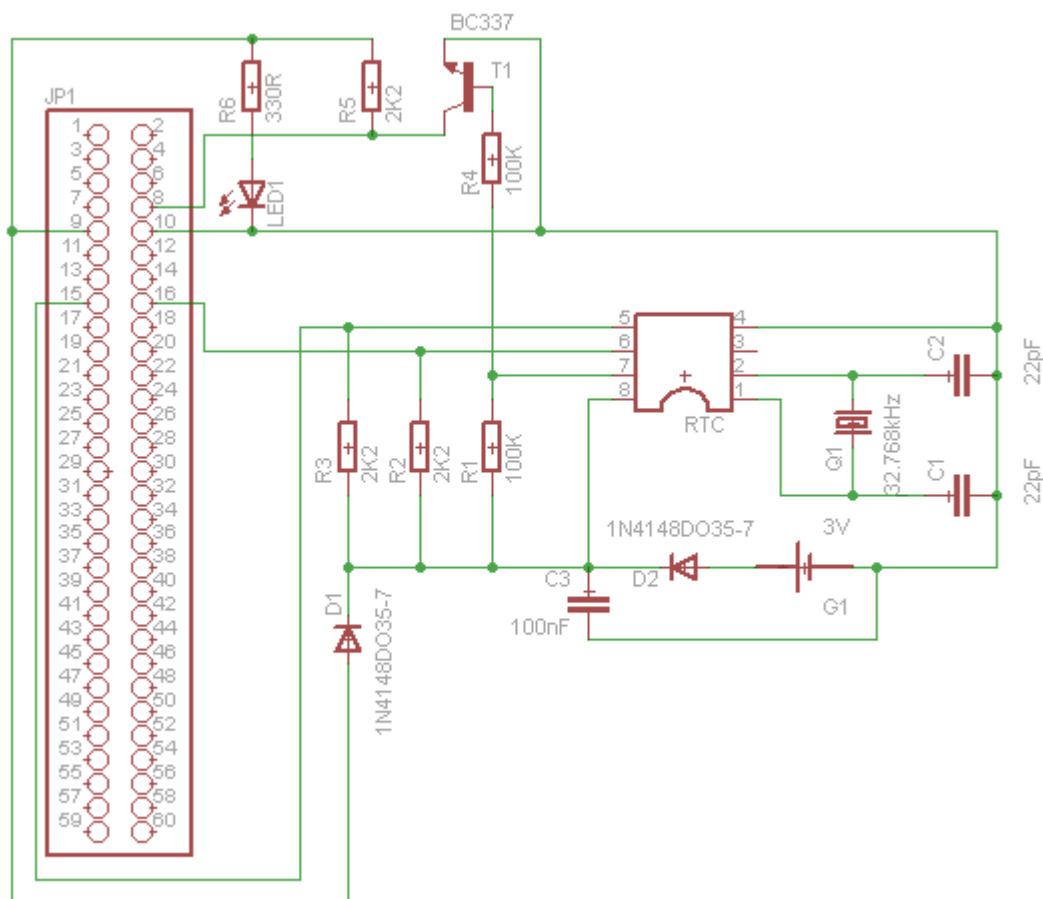 BC337
T1
JP1
R6
330R
R5
2K2
R4
100K
LED1
1 2
3 4
5 6
7 8
9 10
11 12
13 14
15 16
17 18
19 20
21 22
23 24
25 26
27 28
29 30
31 32
33 34
35 36
37 38
39 40
41 42
43 44
45 46
47 48
49 50
51 52
53 54
55 56
57 58
59 60
5 4
6 3
7 2
8 1
RTC
C2
22pF
Q1
32.768kHz
C1
22pF
R3
2K2
R2
2K2
R1
100K
1N4148DO35-7
3V
D2
G1
C3
100nF
D1
1N4148DO35-7